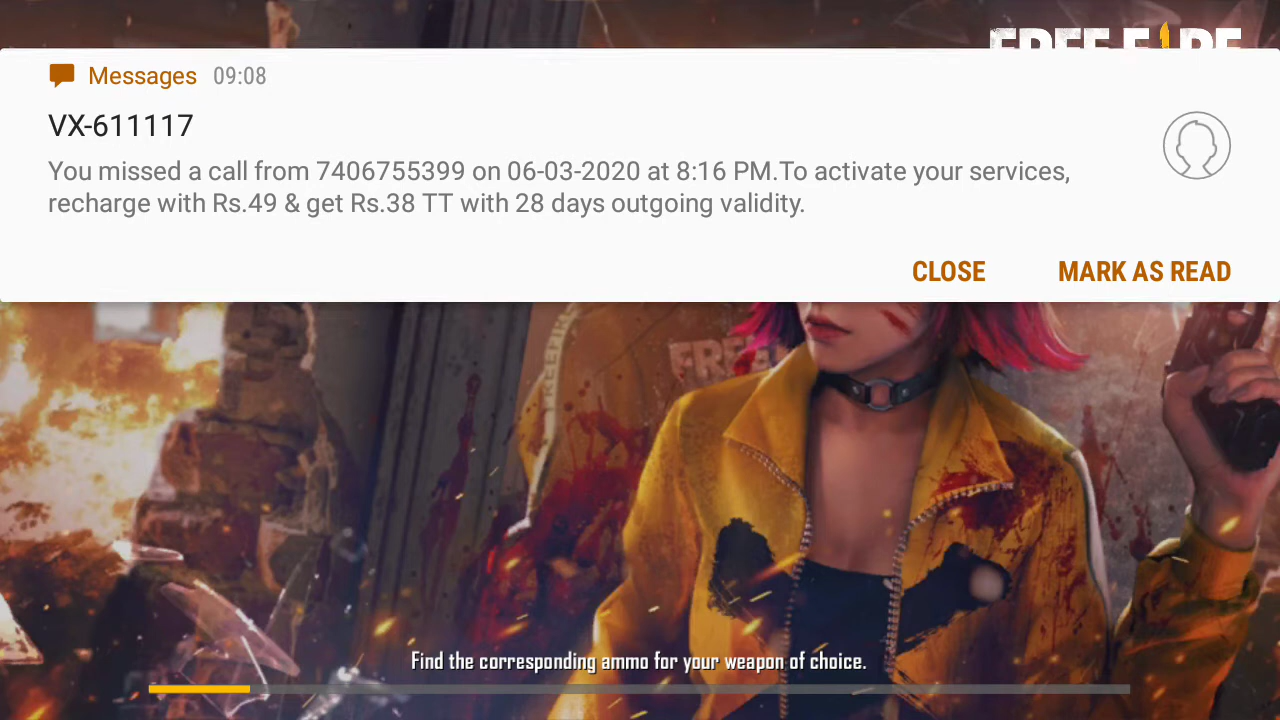 FREE FIRE
Messages 09:08
VX-611117
You missed a call from 7406755399 on 06-03-2020 at 8:16 PM.To activate your services,
recharge with Rs.49 & get Rs.38 TT with 28 days outgoing validity.
CLOSE MARK AS READ
Find the corresponding ammo for your weapon of choice.